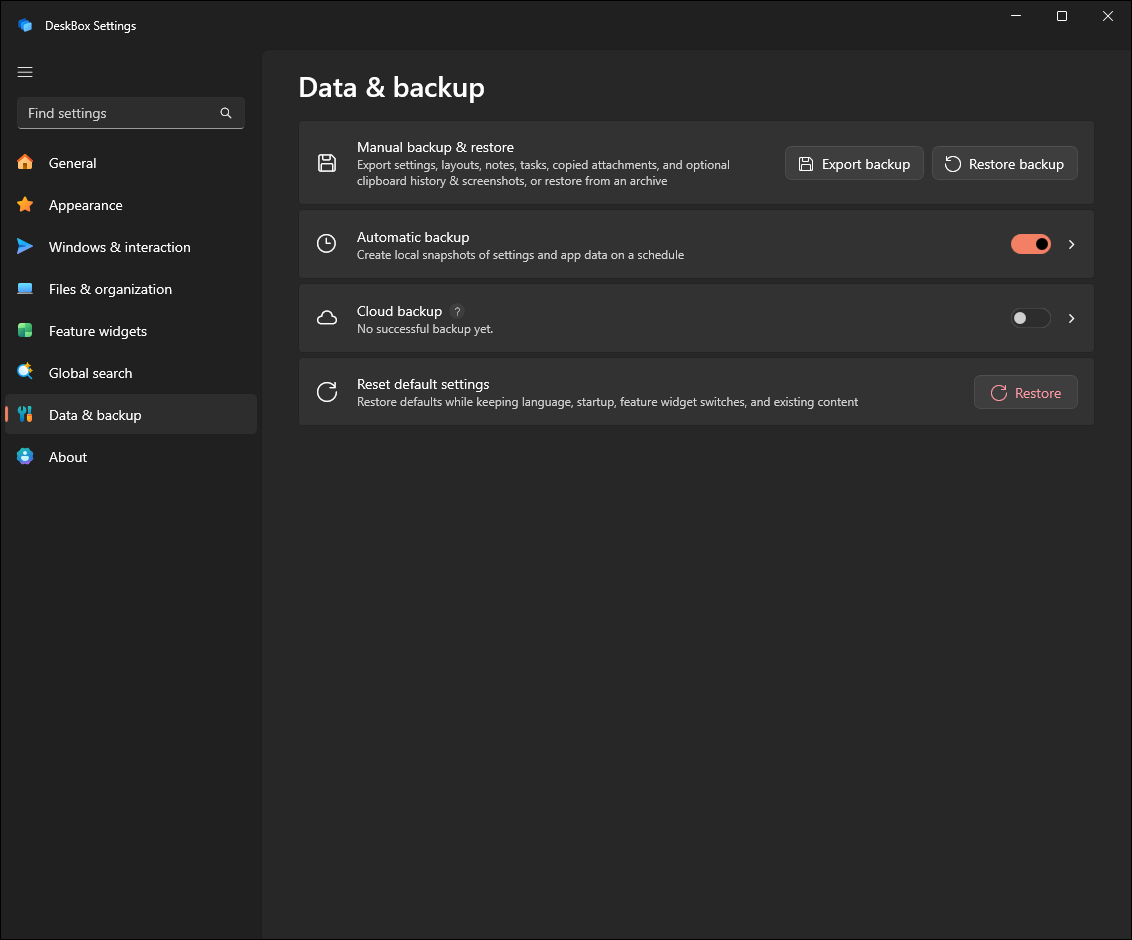 DeskBox Settings
Find settings
General
Appearance
Windows & interaction
Files & organization
Feature widgets
Global search
Data & backup
About
Data & backup
Manual backup & restore
Export settings, layouts, notes, tasks, copied attachments, and optional
clipboard history & screenshots, or restore from an archive
Export backup
Restore backup
Automatic backup
Create local snapshots of settings and app data on a schedule
Cloud backup ?
No successful backup yet.
Reset default settings
Restore defaults while keeping language, startup, feature widget switches, and existing content
Restore